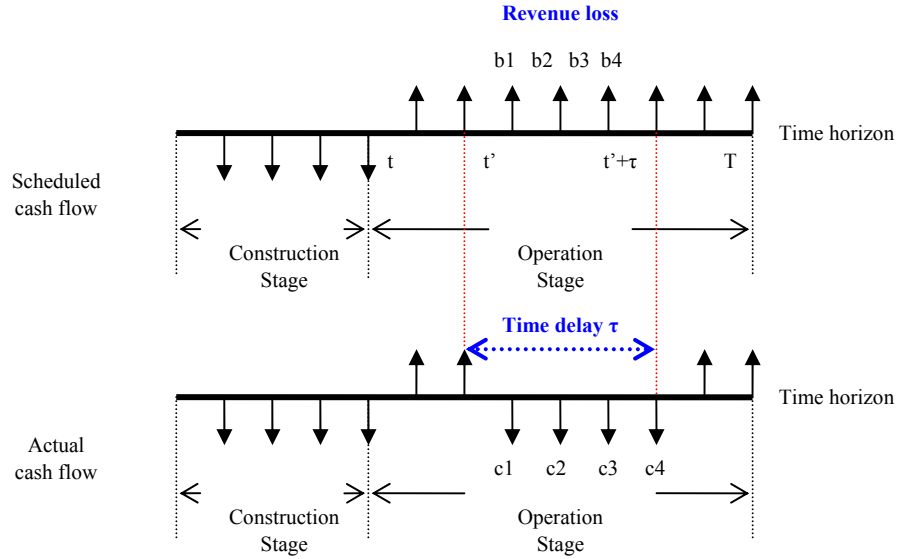 Revenue loss
b1 b2 b3 b4
Time horizon
t t' t'+τ T
Scheduled
cash flow
Construction
Stage
Operation
Stage
Time delay τ
Time horizon
Actual
cash flow
c1 c2 c3 c4
Construction
Stage
Operation
Stage